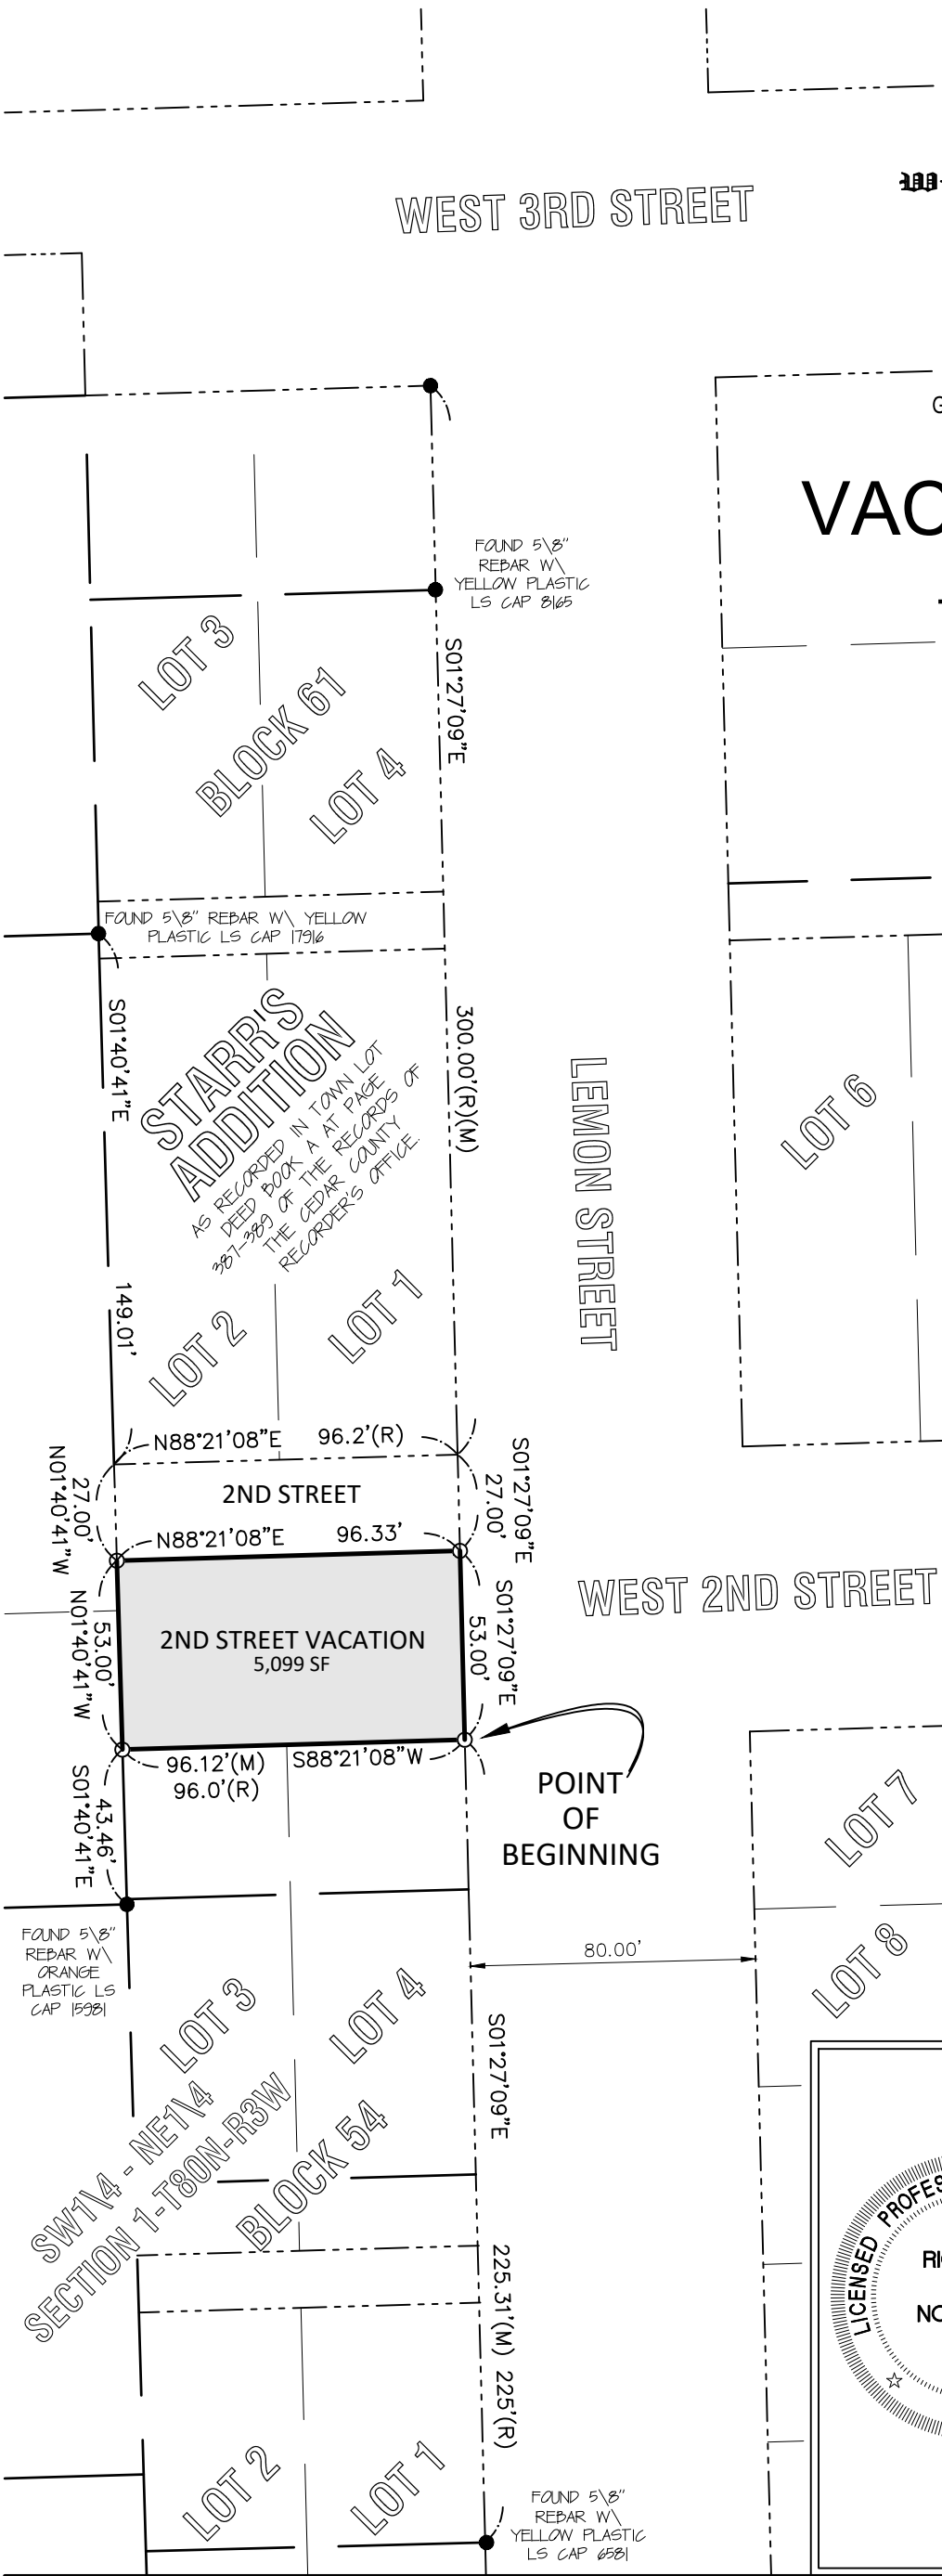 WEST 3RD STREET
G
VAC
FOUND 5\8"
REBAR W\
YELLOW PLASTIC
LS CAP 8165
LOT 3
BLOCK 61
LOT 4
S01°27'09"E
FOUND 5\8" REBAR W\ YELLOW
PLASTIC LS CAP 17916
S01°40'41"E
STARR'S
ADDITION
AS RECORDED IN TOWN LOT
DEED BOOK A AT PAGE
387-389 OF THE RECORDS OF
THE CEDAR COUNTY
RECORDER'S OFFICE.
300.00'(R)(M)
LEMON STREET
LOT 6
149.01'
LOT 2
LOT 1
N88°21'08"E 96.2'(R)
2ND STREET
27.00'
N01°40'41"W
S01°27'09"E
27.00'
N88°21'08"E 96.33'
WEST 2ND STREET
2ND STREET VACATION
5,099 SF
53.00'
N01°40'41"W
S01°27'09"E
53.00'
96.12'(M) S88°21'08"W
96.0'(R)
POINT
OF
BEGINNING
43.46'
S01°40'41"E
LOT 7
FOUND 5\8"
REBAR W\
ORANGE
PLASTIC LS
CAP 15981
80.00'
LOT 8
LOT 3
LOT 4
S01°27'09"E
SW1\4 - NE1\4
SECTION 1-T80N-R3W
BLOCK 54
225.31'(M) 225'(R)
LICENSED PROFES
RI
NO
LOT 2
LOT 1
FOUND 5\8"
REBAR W\
YELLOW PLASTIC
LS CAP 6581